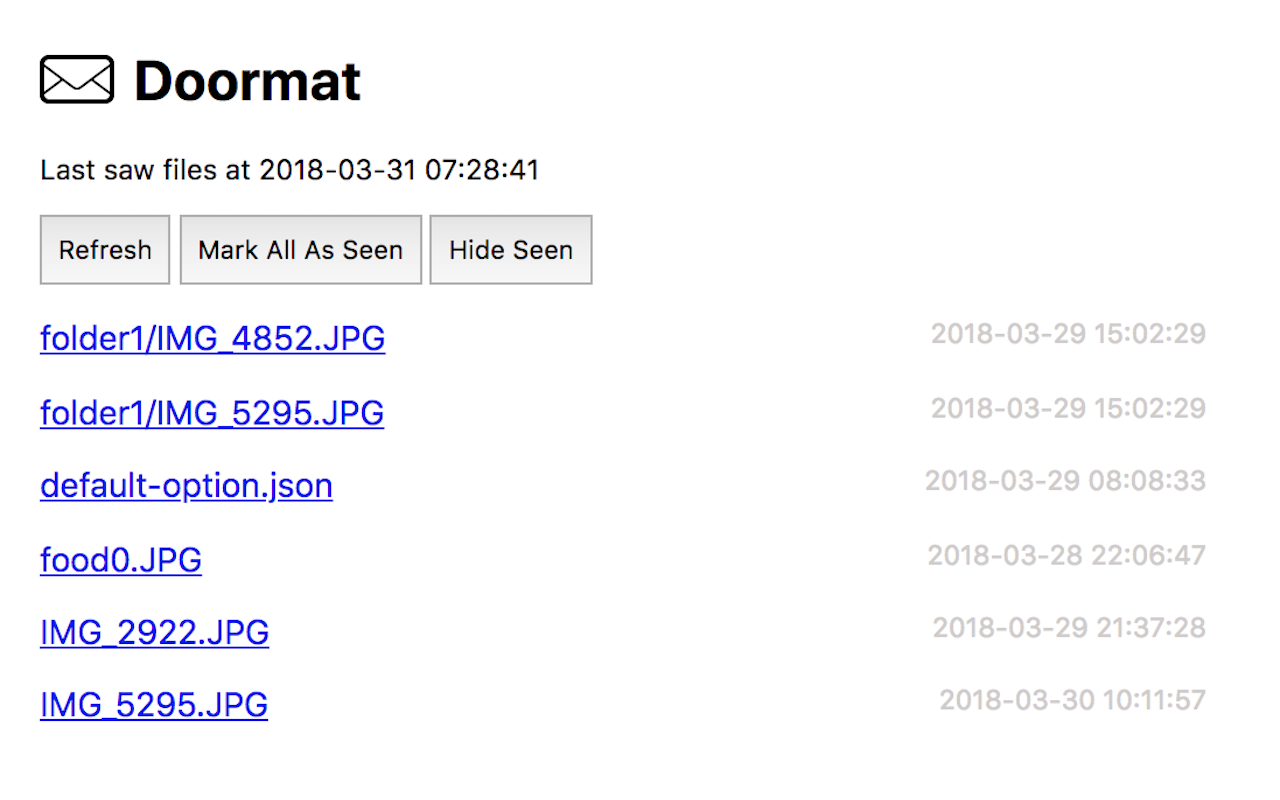 Doormat
Last saw files at 2018-03-31 07:28:41
Refresh Mark All As Seen Hide Seen
folder1/IMG_4852.JPG 2018-03-29 15:02:29
folder1/IMG_5295.JPG 2018-03-29 15:02:29
default-option.json 2018-03-29 08:08:33
food0.JPG 2018-03-28 22:06:47
IMG_2922.JPG 2018-03-29 21:37:28
IMG_5295.JPG 2018-03-30 10:11:57